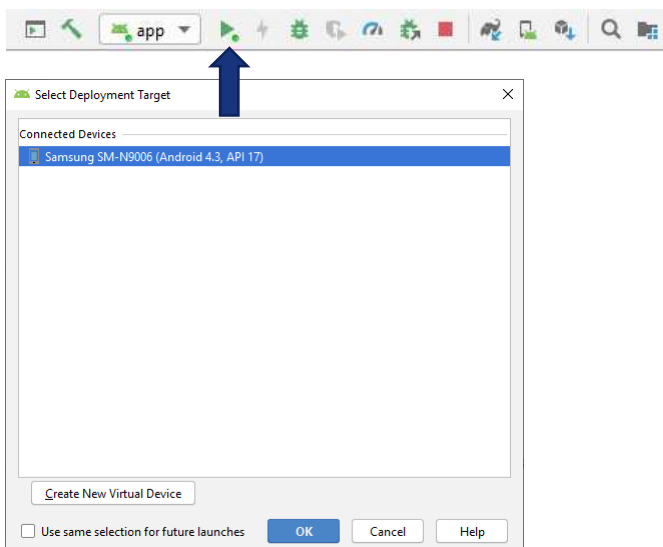 app
Select Deployment Target
Connected Devices
Samsung SM-N9006 (Android 4.3, API 17)
Create New Virtual Device
Use same selection for future launches
OK
Cancel
Help